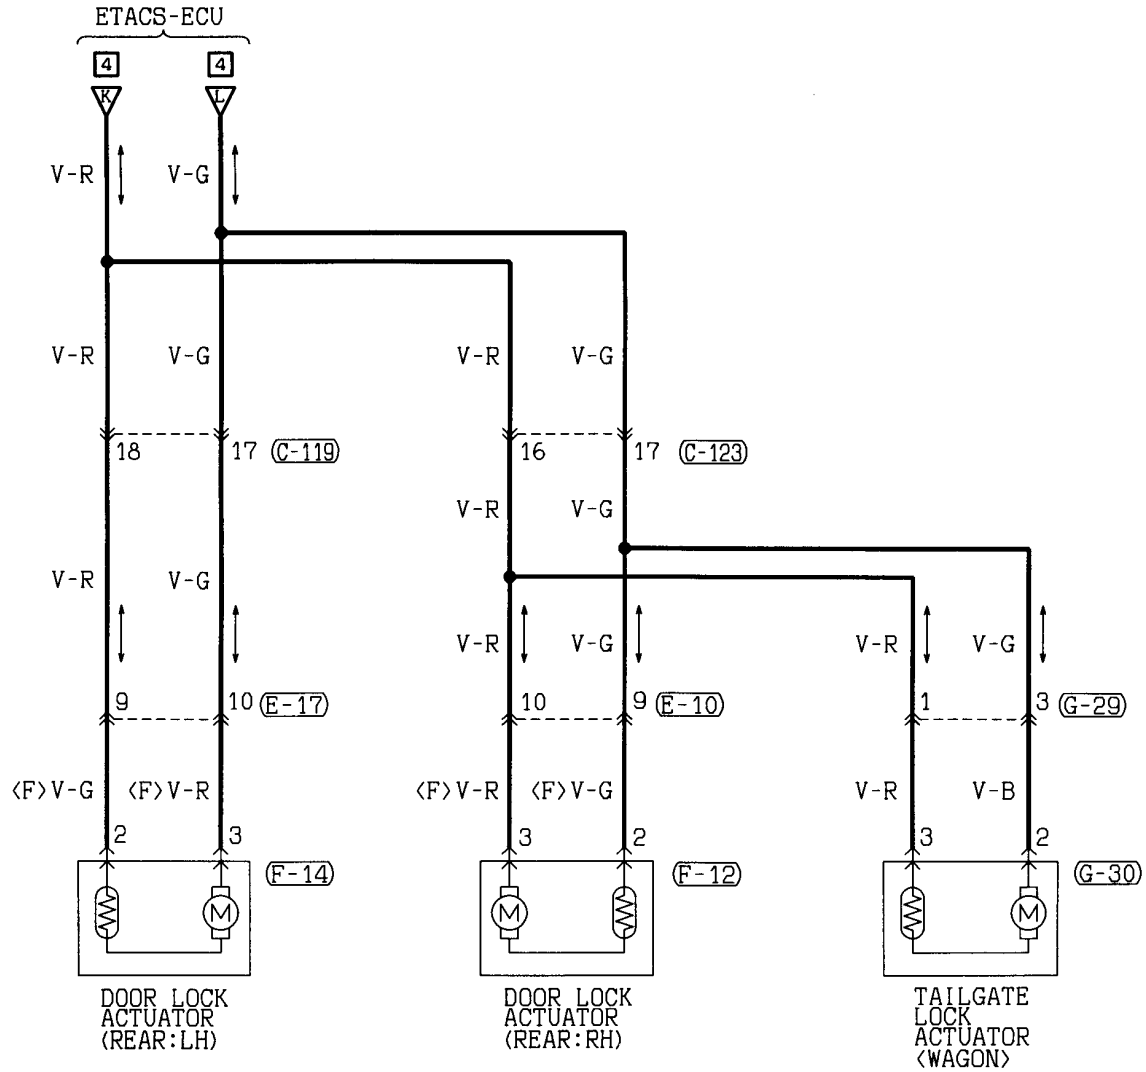 ETACS-ECU
4 4
K L
V-R V-G
V-R V-G V-R V-G
18 17 (C-119) 16 17 (C-123)
V-R V-G
V-R V-G
V-R V-G V-R V-G
9 10 (E-17) 10 9 (E-10) 1 3 (G-29)
<F>V-G <F>V-R <F>V-R <F>V-G V-R V-B
2 3 3 2 3 2
(F-14) (F-12) (G-30)
M M M
DOOR LOCK
ACTUATOR
(REAR:LH)
DOOR LOCK
ACTUATOR
(REAR:RH)
TAILGATE
LOCK
ACTUATOR
<WAGON>